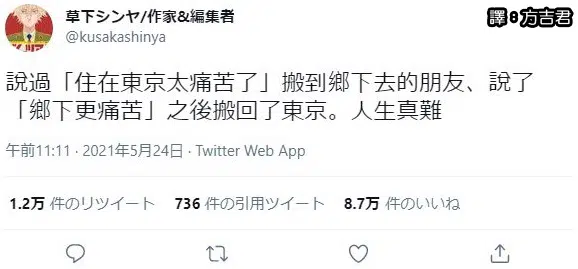 草下シンヤ/作家&編集者
譯8方吉君
@kusakashinya
說過「住在東京太痛苦了」搬到鄉下去的朋友、說了
「鄉下更痛苦」之後搬回了東京。人生真難
午前11:11 · 2021年5月24日 · Twitter Web App
1.2万 件のリツイート 736 件の引用ツイート 8.7万 件のいいね